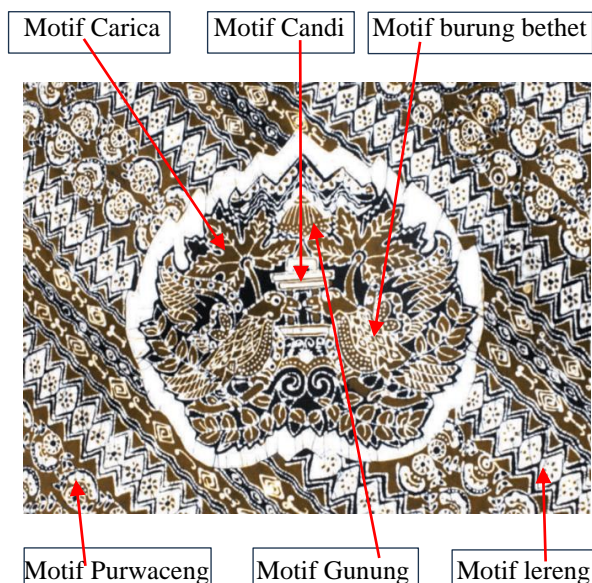 Motif Carica
Motif Candi
Motif burung bethet
Motif Purwaceng
Motif Gunung
Motif lereng